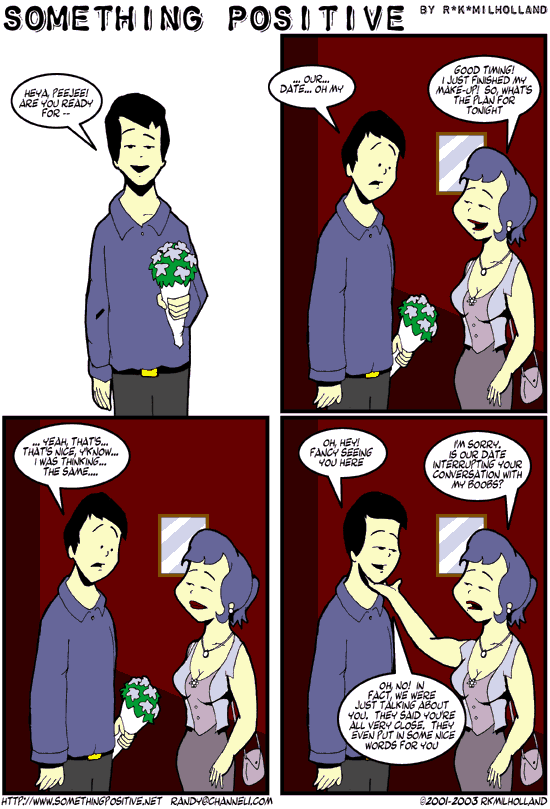 SOMETHING POSITIVE
BY R*K*MILHOLLAND
HEYA, PEEJEE!
ARE YOU READY
FOR --
... OUR...
DATE... OH MY
GOOD TIMING!
I JUST FINISHED MY
MAKE-UP! SO, WHAT'S
THE PLAN FOR
TONIGHT
... YEAH, THAT'S...
THAT'S NICE, Y'KNOW...
I WAS THINKING...
THE SAME....
OH, HEY!
FANCY SEEING
YOU HERE
I'M SORRY.
IS OUR DATE
INTERRUPTING YOUR
CONVERSATION WITH
MY BOOBS?
OH, NO! IN
FACT, WE WERE
JUST TALKING ABOUT
YOU. THEY SAID YOU'RE
ALL VERY CLOSE. THEY
EVEN PUT IN SOME NICE
WORDS FOR YOU
HTTP://WWW.SOMETHINGPOSITIVE.NET RANDY@CHANNEL1.COM
©2001-2003 RKMILHOLLAND